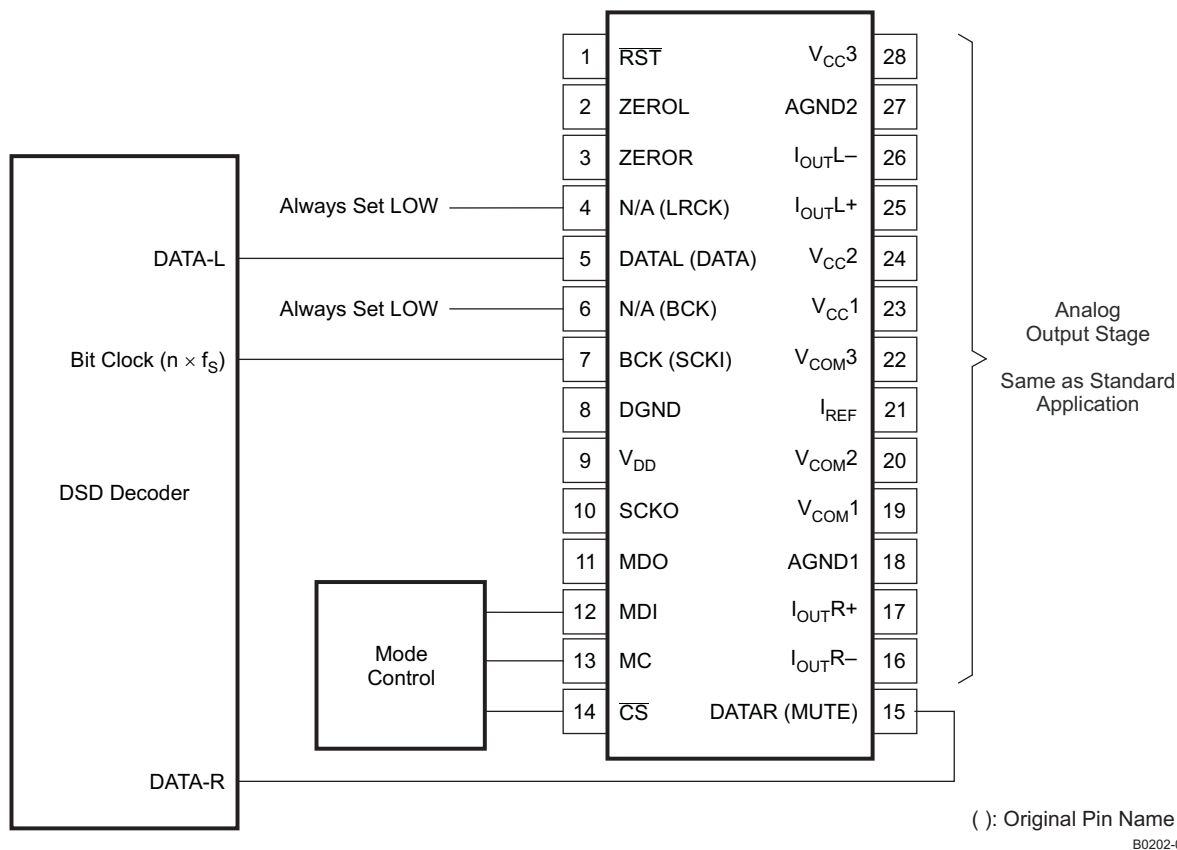 1 RST VCC3 28
2 ZEROL AGND2 27
3 ZEROR IOUTL– 26
Always Set LOW 4 N/A (LRCK) IOUTL+ 25
DATA-L 5 DATAL (DATA) VCC2 24
Always Set LOW 6 N/A (BCK) VCC1 23
Bit Clock (n × fS) 7 BCK (SCKI) VCOM3 22
8 DGND IREF 21
9 VDD VCOM2 20
DSD Decoder
10 SCKO VCOM1 19
11 MDO AGND1 18
12 MDI IOUTR+ 17
13 MC IOUTR– 16
14 CS DATAR (MUTE) 15
Mode
Control
DATA-R
Analog
Output Stage
Same as Standard
Application
( ): Original Pin Name